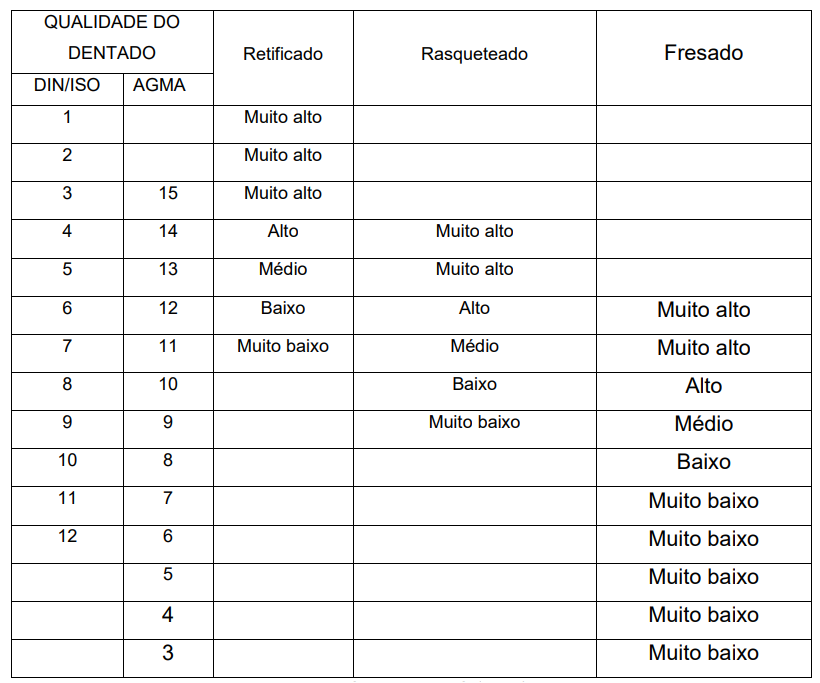 QUALIDADE DO
DENTADO
Retificado
Rasqueteado
Fresado
DIN/ISO AGMA
1 Muito alto
2 Muito alto
3 15 Muito alto
4 14 Alto Muito alto
5 13 Médio Muito alto
6 12 Baixo Alto Muito alto
7 11 Muito baixo Médio Muito alto
8 10 Baixo Alto
9 9 Muito baixo Médio
10 8 Baixo
11 7 Muito baixo
12 6 Muito baixo
5 Muito baixo
4 Muito baixo
3 Muito baixo